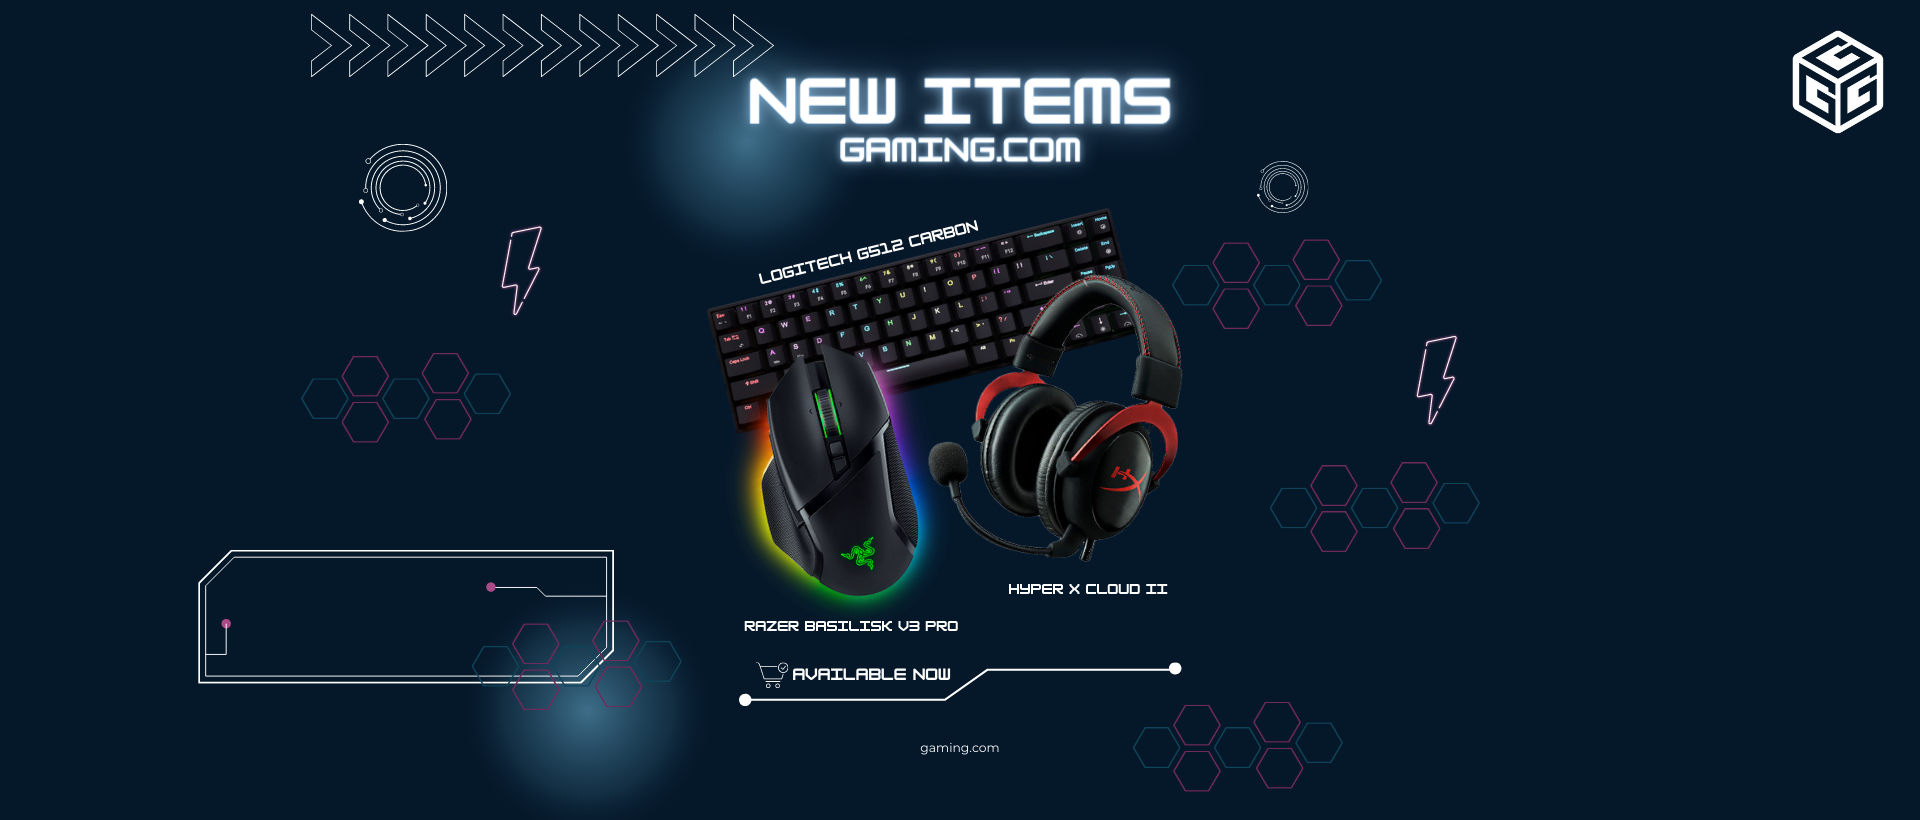 NEW ITEMS
GAMING.COM
LOGITECH G512 CARBON
HYPER X CLOUD II
RAZER BASILISK V3 PRO
AVAILABLE NOW
gaming.com